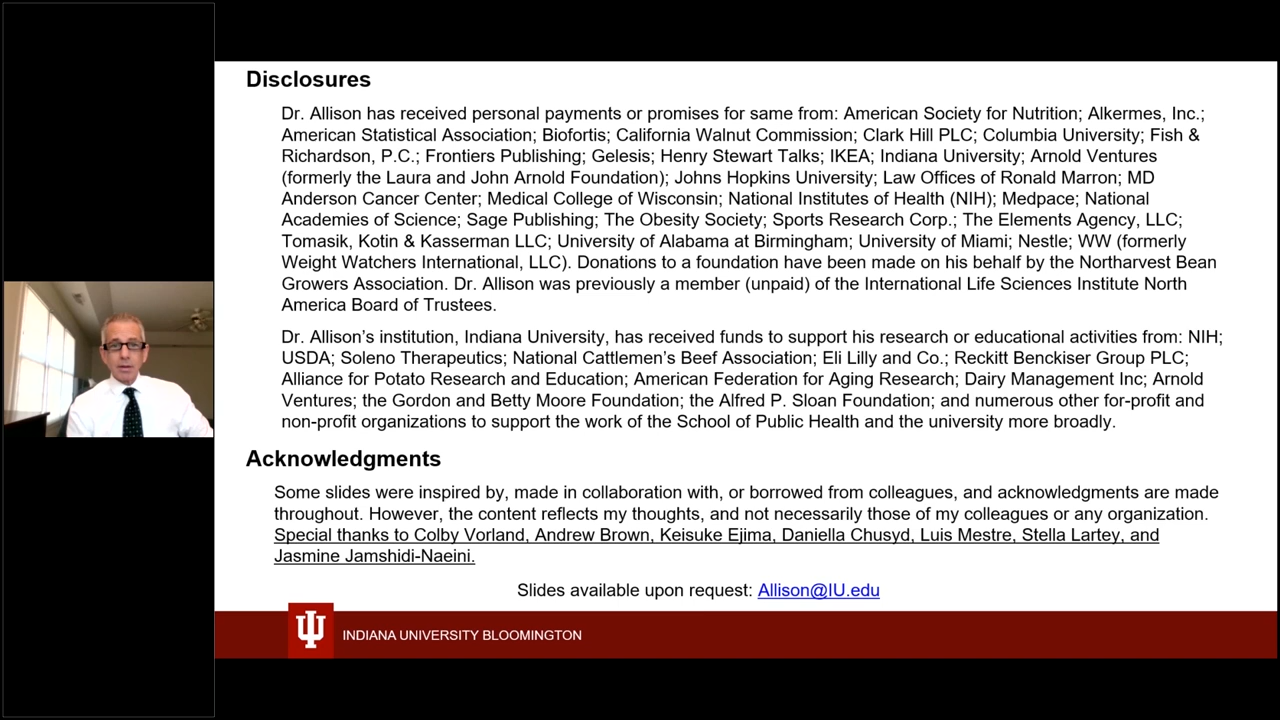 Disclosures
Dr. Allison has received personal payments or promises for same from: American Society for Nutrition; Alkermes, Inc.;
American Statistical Association; Biofortis; California Walnut Commission; Clark Hill PLC; Columbia University; Fish &
Richardson, P.C.; Frontiers Publishing; Gelesis; Henry Stewart Talks; IKEA; Indiana University; Arnold Ventures
(formerly the Laura and John Arnold Foundation); Johns Hopkins University; Law Offices of Ronald Marron; MD
Anderson Cancer Center; Medical College of Wisconsin; National Institutes of Health (NIH); Medpace; National
Academies of Science; Sage Publishing; The Obesity Society; Sports Research Corp.; The Elements Agency, LLC;
Tomasik, Kotin & Kasserman LLC; University of Alabama at Birmingham; University of Miami; Nestle; WW (formerly
Weight Watchers International, LLC). Donations to a foundation have been made on his behalf by the Northarvest Bean
Growers Association. Dr. Allison was previously a member (unpaid) of the International Life Sciences Institute North
America Board of Trustees.
Dr. Allison's institution, Indiana University, has received funds to support his research or educational activities from: NIH;
USDA; Soleno Therapeutics; National Cattlemen's Beef Association; Eli Lilly and Co.; Reckitt Benckiser Group PLC;
Alliance for Potato Research and Education; American Federation for Aging Research; Dairy Management Inc; Arnold
Ventures; the Gordon and Betty Moore Foundation; the Alfred P. Sloan Foundation; and numerous other for-profit and
non-profit organizations to support the work of the School of Public Health and the university more broadly.
Acknowledgments
Some slides were inspired by, made in collaboration with, or borrowed from colleagues, and acknowledgments are made
throughout. However, the content reflects my thoughts, and not necessarily those of my colleagues or any organization.
Special thanks to Colby Vorland, Andrew Brown, Keisuke Ejima, Daniella Chusyd, Luis Mestre, Stella Lartey, and
Jasmine Jamshidi-Naeini.
Slides available upon request: Allison@IU.edu
INDIANA UNIVERSITY BLOOMINGTON